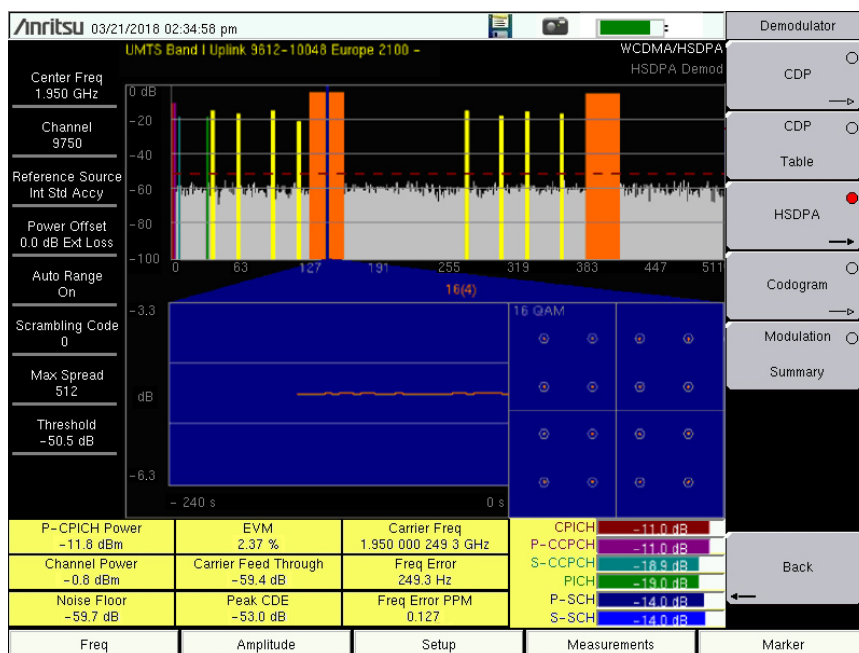 Anritsu 03/21/2018 02:34:58 pm
Demodulator
UMTS Band I Uplink 9612-10048 Europe 2100 -
WCDMA/HSDPA
HSDPA Demod
Center Freq
1.950 GHz
Channel
9750
Reference Source
Int Std Accy
Power Offset
0.0 dB Ext Loss
Auto Range
On
Scrambling Code
0
Max Spread
512
Threshold
-50.5 dB
0 dB
-20
-40
-60
-80
-100
0 63 127 191 255 319 383 447 511
16(4)
-3.3
dB
-6.3
-240 s 0 s
16 QAM
CDP
CDP
Table
HSDPA
Codogram
Modulation
Summary
Back
P-CPICH Power
-11.8 dBm
EVM
2.37 %
Carrier Freq
1.950 000 249 3 GHz
Channel Power
-0.8 dBm
Carrier Feed Through
-59.4 dB
Freq Error
249.3 Hz
Noise Floor
-59.7 dB
Peak CDE
-53.0 dB
Freq Error PPM
0.127
CPICH -11.0 dB
P-CCPCH -11.0 dB
S-CCPCH -18.9 dB
PICH -19.0 dB
P-SCH -14.0 dB
S-SCH -14.0 dB
Freq Amplitude Setup Measurements Marker